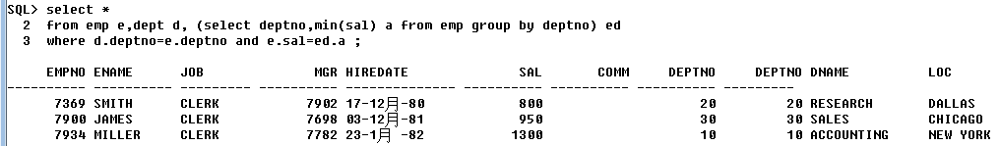 SQL> select *
  2  from emp e,dept d, (select deptno,min(sal) a from emp group by deptno) ed
  3  where d.deptno=e.deptno and e.sal=ed.a ;
     EMPNO ENAME      JOB              MGR HIREDATE              SAL       COMM     DEPTNO     DEPTNO DNAME          LOC
---------- ---------- --------- ---------- -------------- ---------- ---------- ---------- ----------
      7369 SMITH      CLERK           7902 17-12月-80            800                    20         20 RESEARCH       DALLAS
      7900 JAMES      CLERK           7698 03-12月-81            950                    30         30 SALES          CHICAGO
      7934 MILLER     CLERK           7782 23-1月 -82           1300                    10         10 ACCOUNTING     NEW YORK